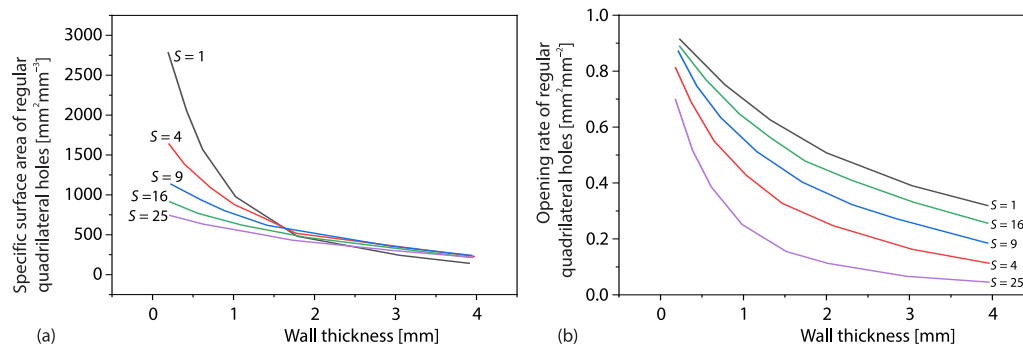 Specific surface area of regular
quadrilateral holes [mm²mm⁻³]
3000
2500
2000
1500
1000
500
0
S = 1
S = 4
S = 9
S = 16
S = 25
0 1 2 3 4
(a)
Wall thickness [mm]
Opening rate of regular
quadrilateral holes [mm²mm⁻²]
1.0
0.8
0.6
0.4
0.2
0.0
S = 1
S = 16
S = 9
S = 4
S = 25
0 1 2 3 4
(b)
Wall thickness [mm]